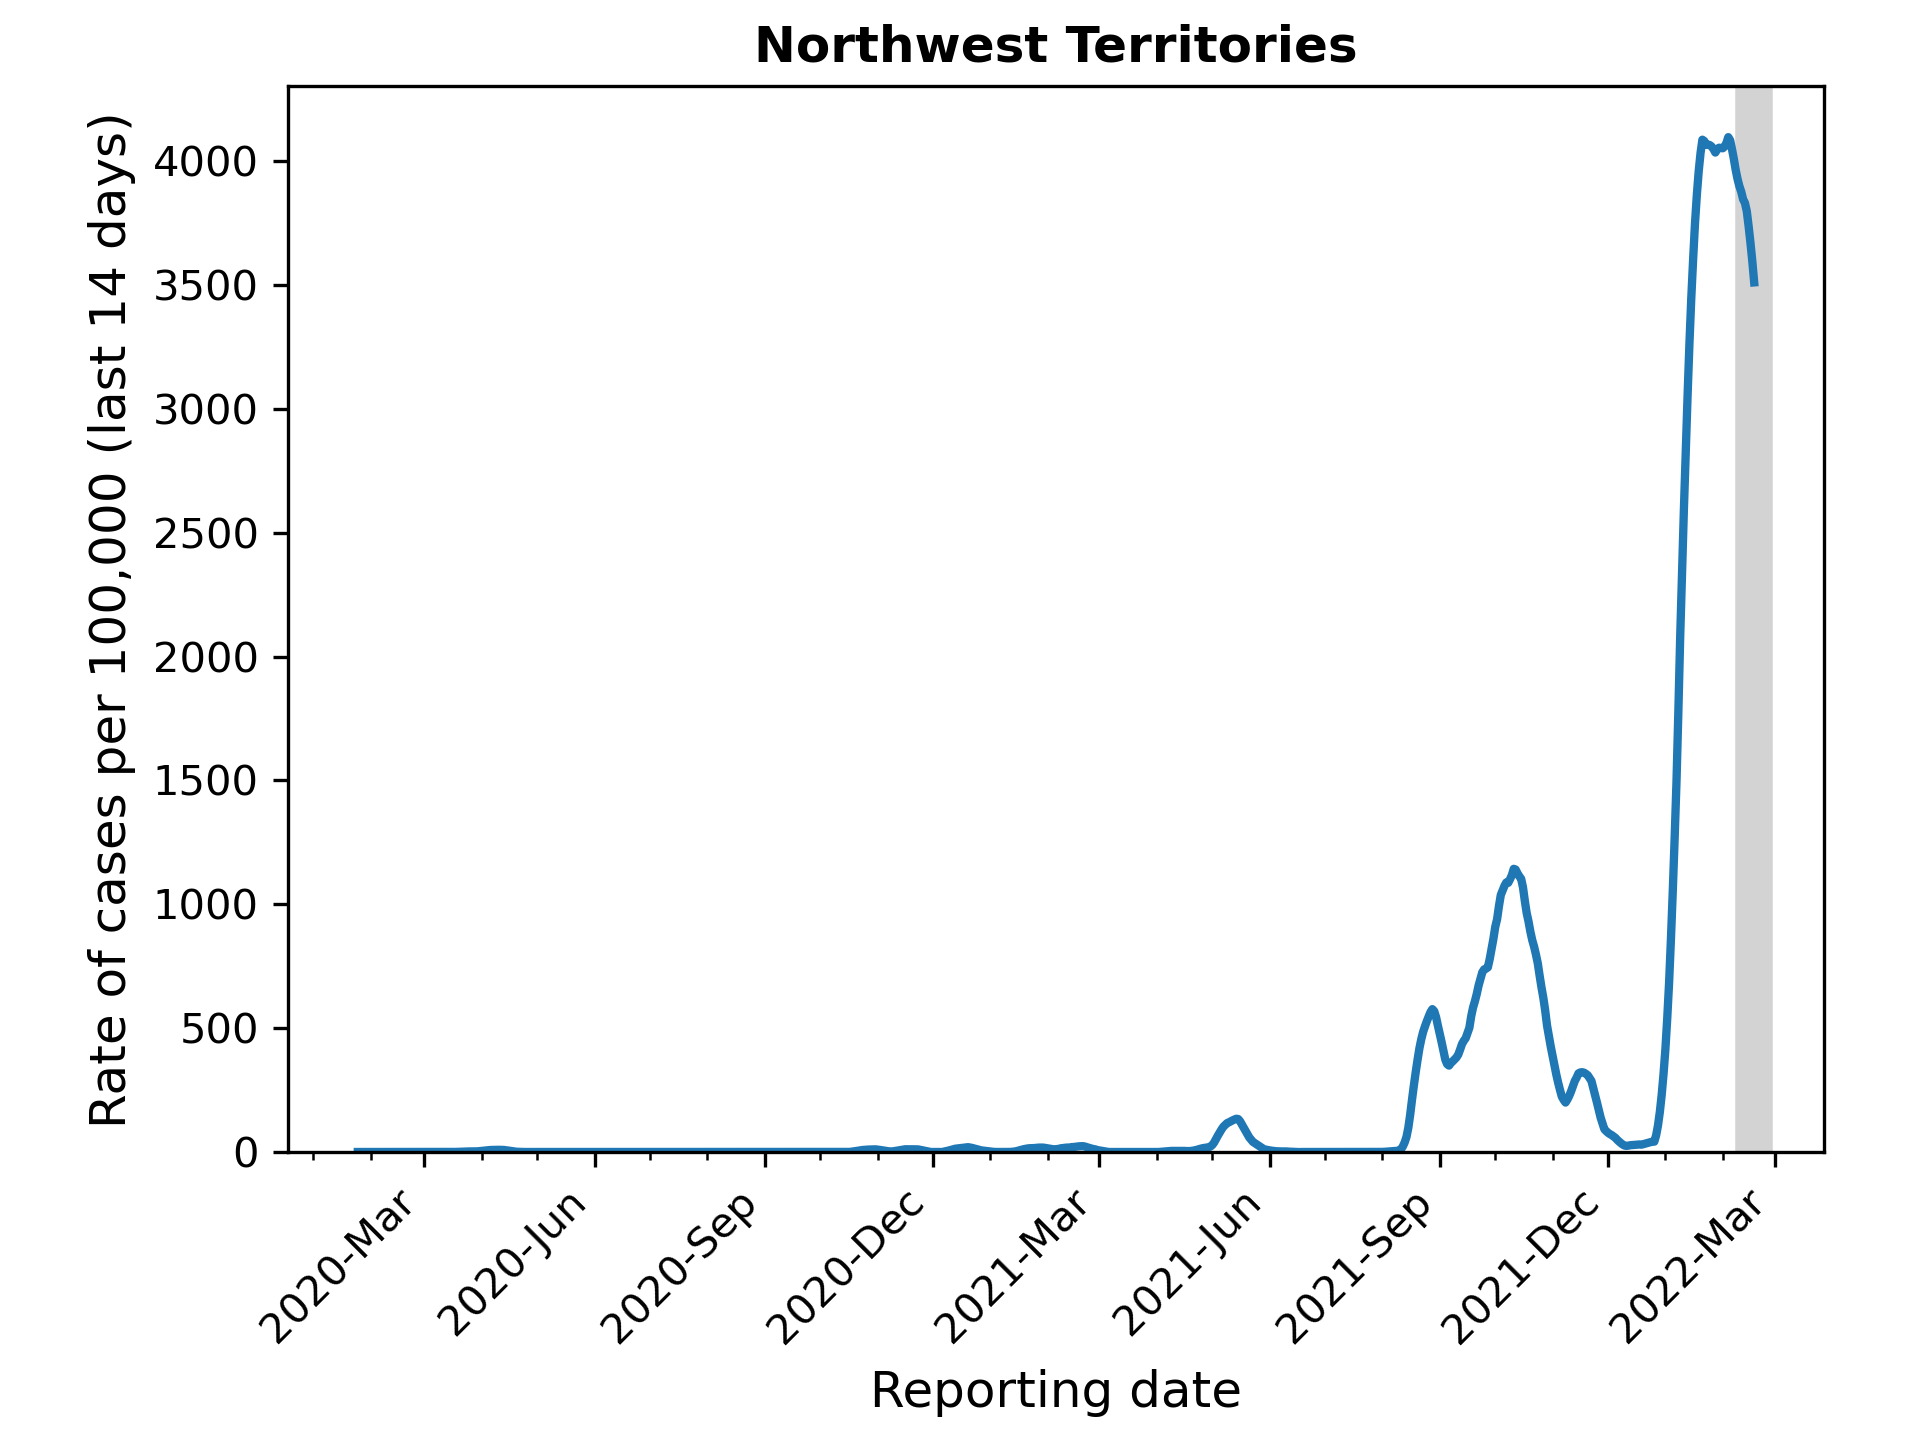 Northwest Territories
Rate of cases per 100,000 (last 14 days)
4000
3500
3000
2500
2000
1500
1000
500
0
2020-Mar
2020-Jun
2020-Sep
2020-Dec
2021-Mar
2021-Jun
2021-Sep
2021-Dec
2022-Mar
Reporting date